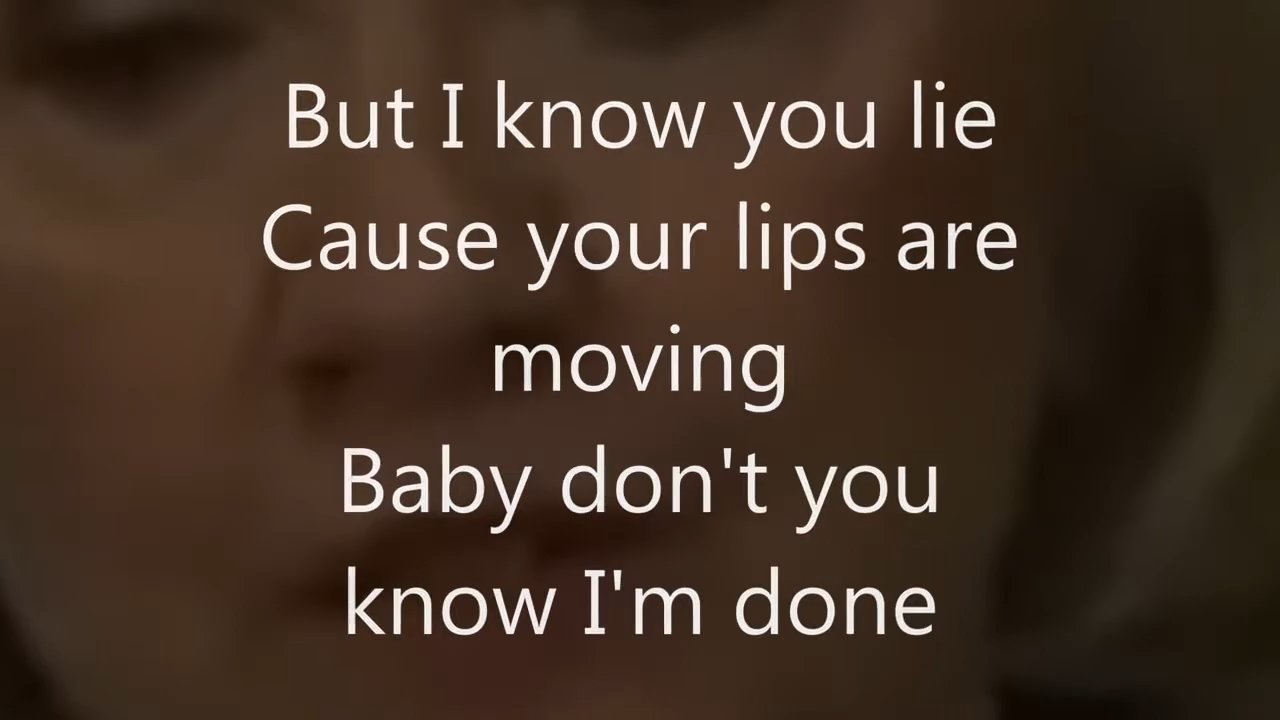 But I know you lie
Cause your lips are
moving
Baby don't you
know I'm done